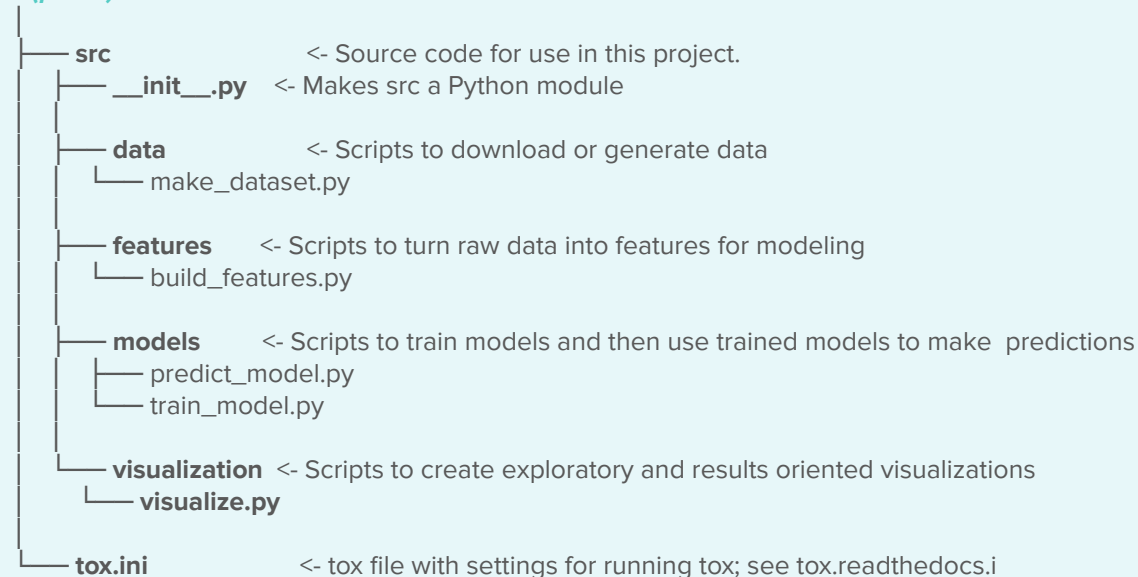 ├── src <- Source code for use in this project.
│ ├── __init__.py <- Makes src a Python module
│ │
│ ├── data <- Scripts to download or generate data
│ │ └── make_dataset.py
│ │
│ ├── features <- Scripts to turn raw data into features for modeling
│ │ └── build_features.py
│ │
│ ├── models <- Scripts to train models and then use trained models to make predictions
│ │ ├── predict_model.py
│ │ └── train_model.py
│ │
│ └── visualization <- Scripts to create exploratory and results oriented visualizations
│ └── visualize.py
│
└── tox.ini <- tox file with settings for running tox; see tox.readthedocs.i